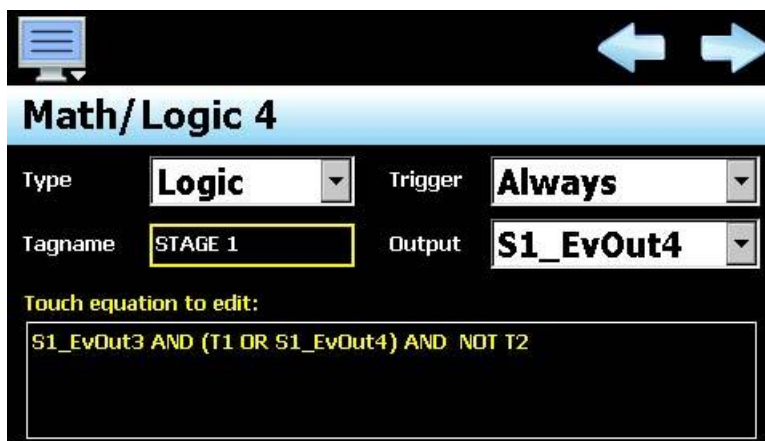 Math/Logic 4
Type Logic Trigger Always
Tagname STAGE 1 Output S1_EvOut4
Touch equation to edit:
S1_EvOut3 AND (T1 OR S1_EvOut4) AND NOT T2